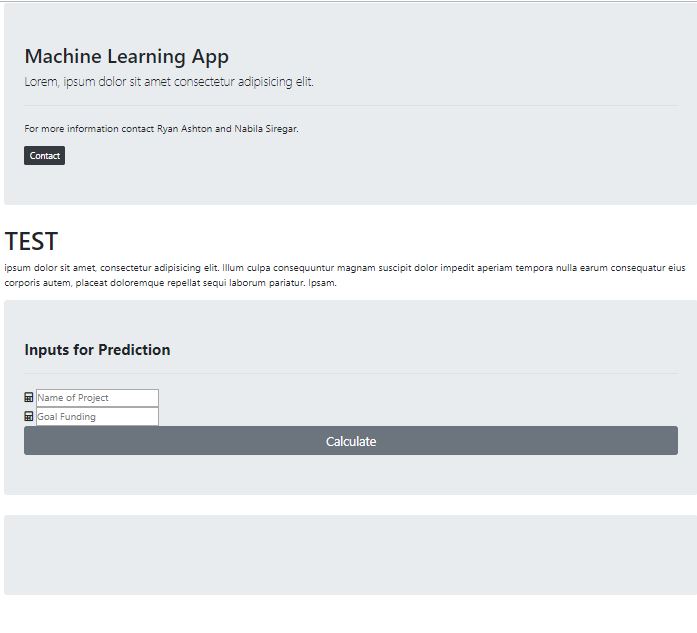 Machine Learning App
Lorem, ipsum dolor sit amet consectetur adipisicing elit.
For more information contact Ryan Ashton and Nabila Siregar.
Contact
TEST
ipsum dolor sit amet, consectetur adipisicing elit. Illum culpa consequuntur magnam suscipit dolor impedit aperiam tempora nulla earum consequatur eius
corporis autem, placeat doloremque repellat sequi laborum pariatur. Ipsam.
Inputs for Prediction
Name of Project
Goal Funding
Calculate